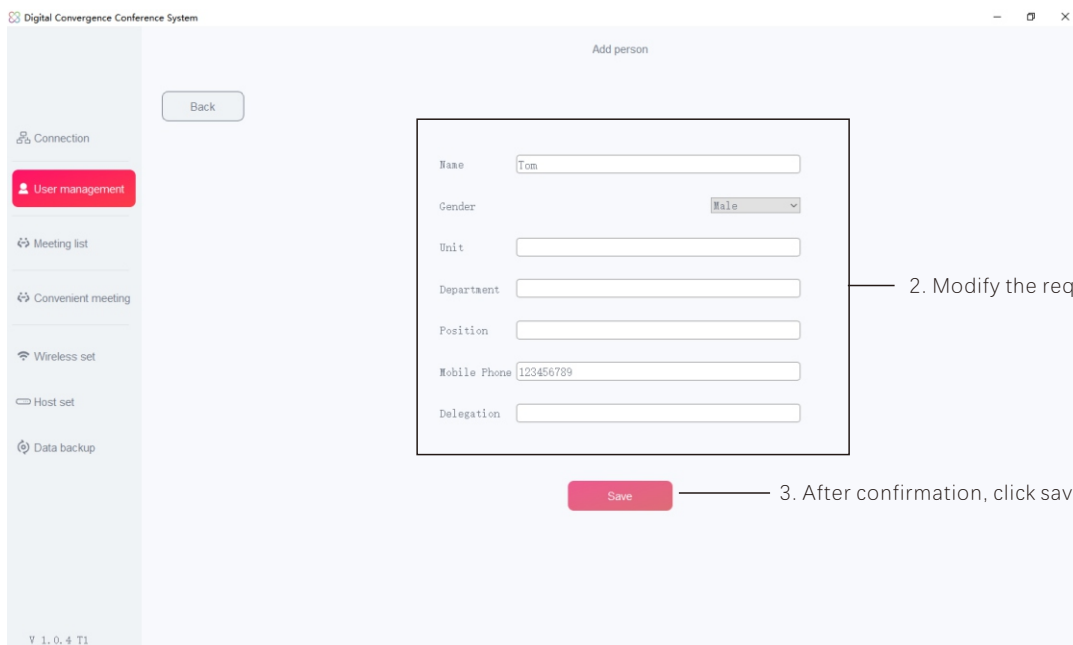 Digital Convergence Conference System
Add person
Back
Connection
User management
Meeting list
Convenient meeting
Wireless set
Host set
Data backup
Name Tom
Gender Male
Unit
Department
Position
Mobile Phone 123456789
Delegation
2. Modify the req
Save
3. After confirmation, click sav
V 1.0.4 T1